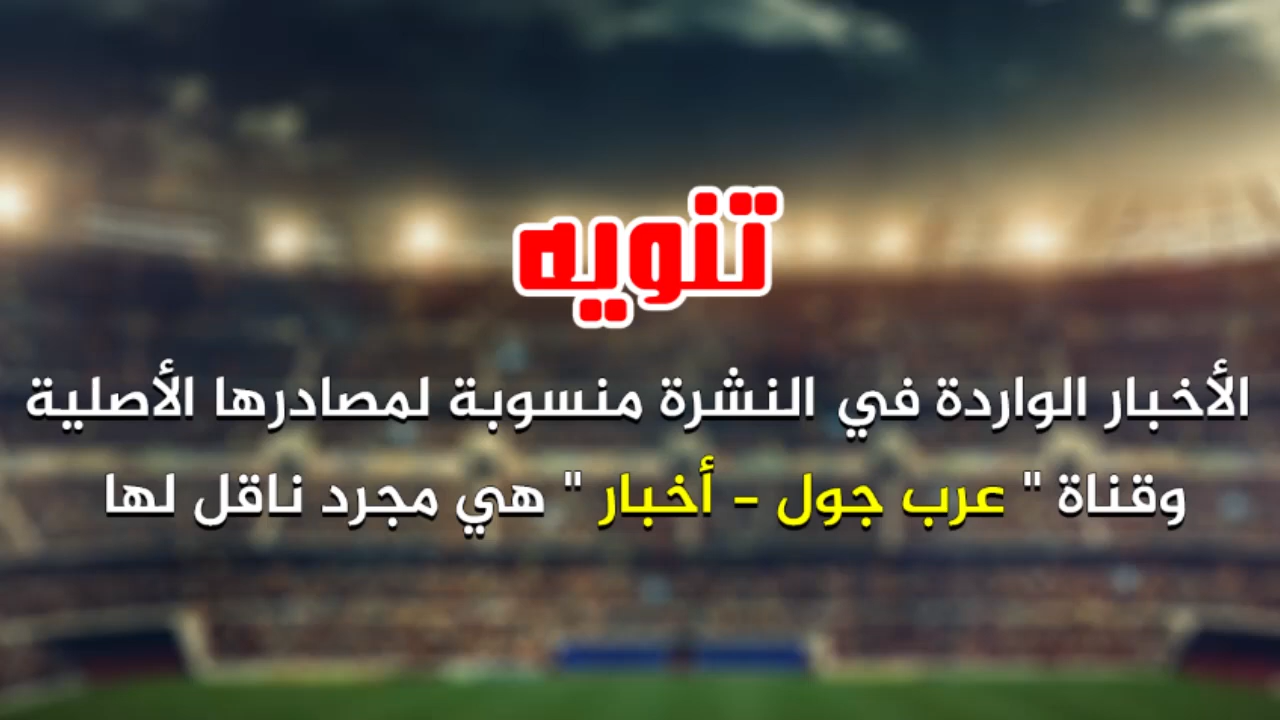 تنويه
الأخبار الواردة في النشرة منسوبة لمصادرها الأصلية
وقناة " عرب جول - أخبار " هي مجرد ناقل لها